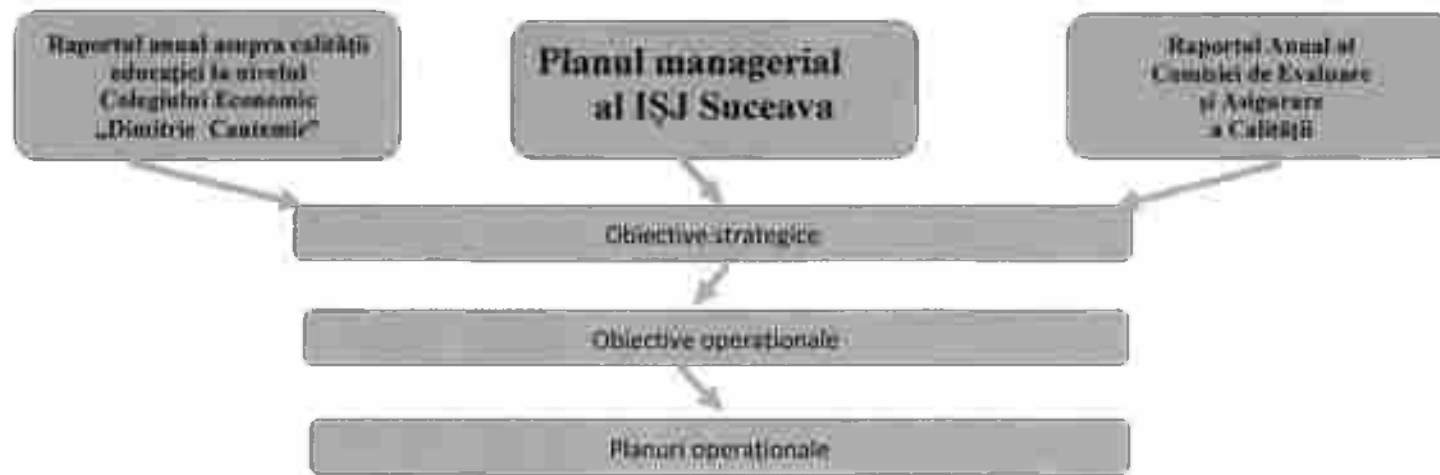 Raportul anual asupra calității
educației la nivelul
Colegiului Economic
„Dimitrie Cantemir”
Planul managerial
al IȘJ Suceava
Raportul Anual al
Comisiei de Evaluare
și Asigurare
a Calității
Obiective strategice
Obiective operaționale
Planuri operaționale